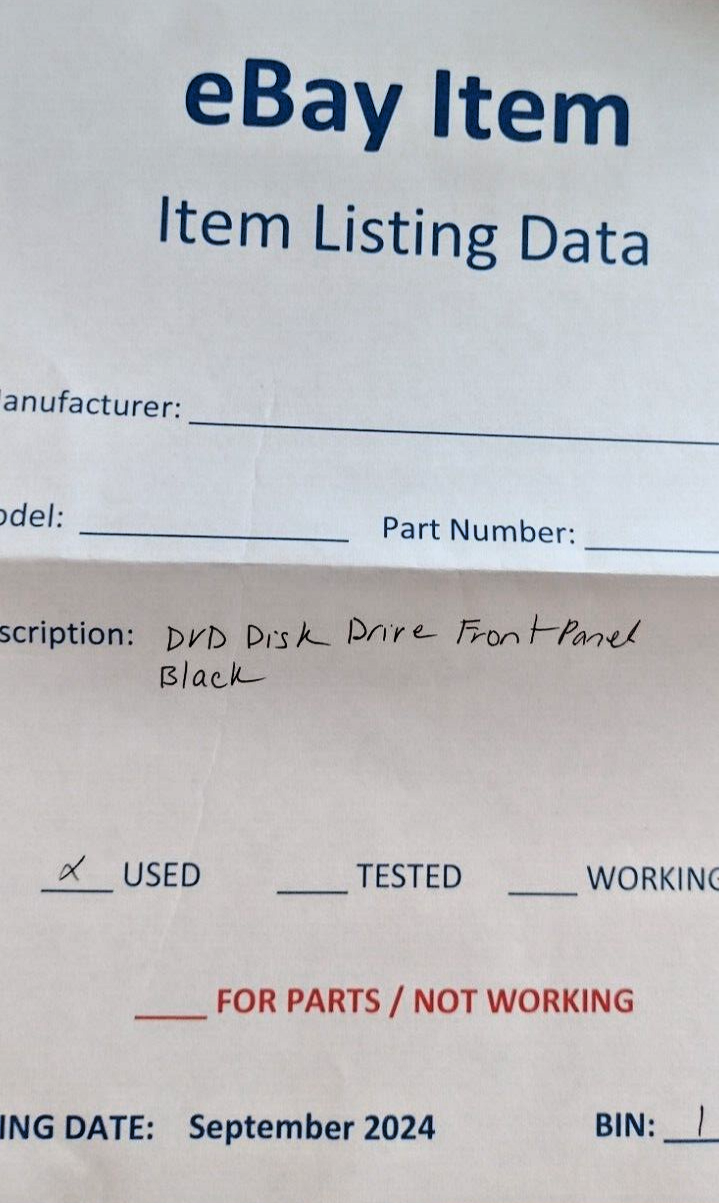 eBay Item
Item Listing Data
anufacturer:
odel: Part Number:
scription: DVD Disk Drive Front Panel
Black
X USED TESTED WORKING
FOR PARTS / NOT WORKING
ING DATE: September 2024 BIN: 1